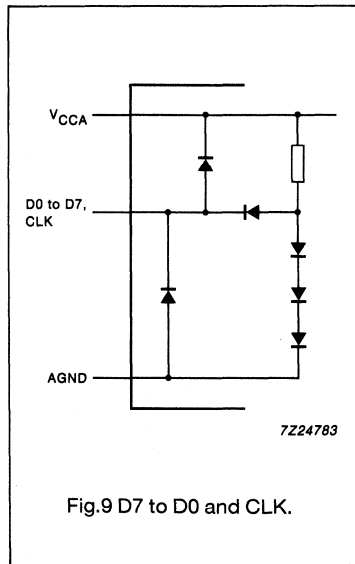 VCCA
D0 to D7,
CLK
AGND
7Z24783
Fig.9 D7 to D0 and CLK.